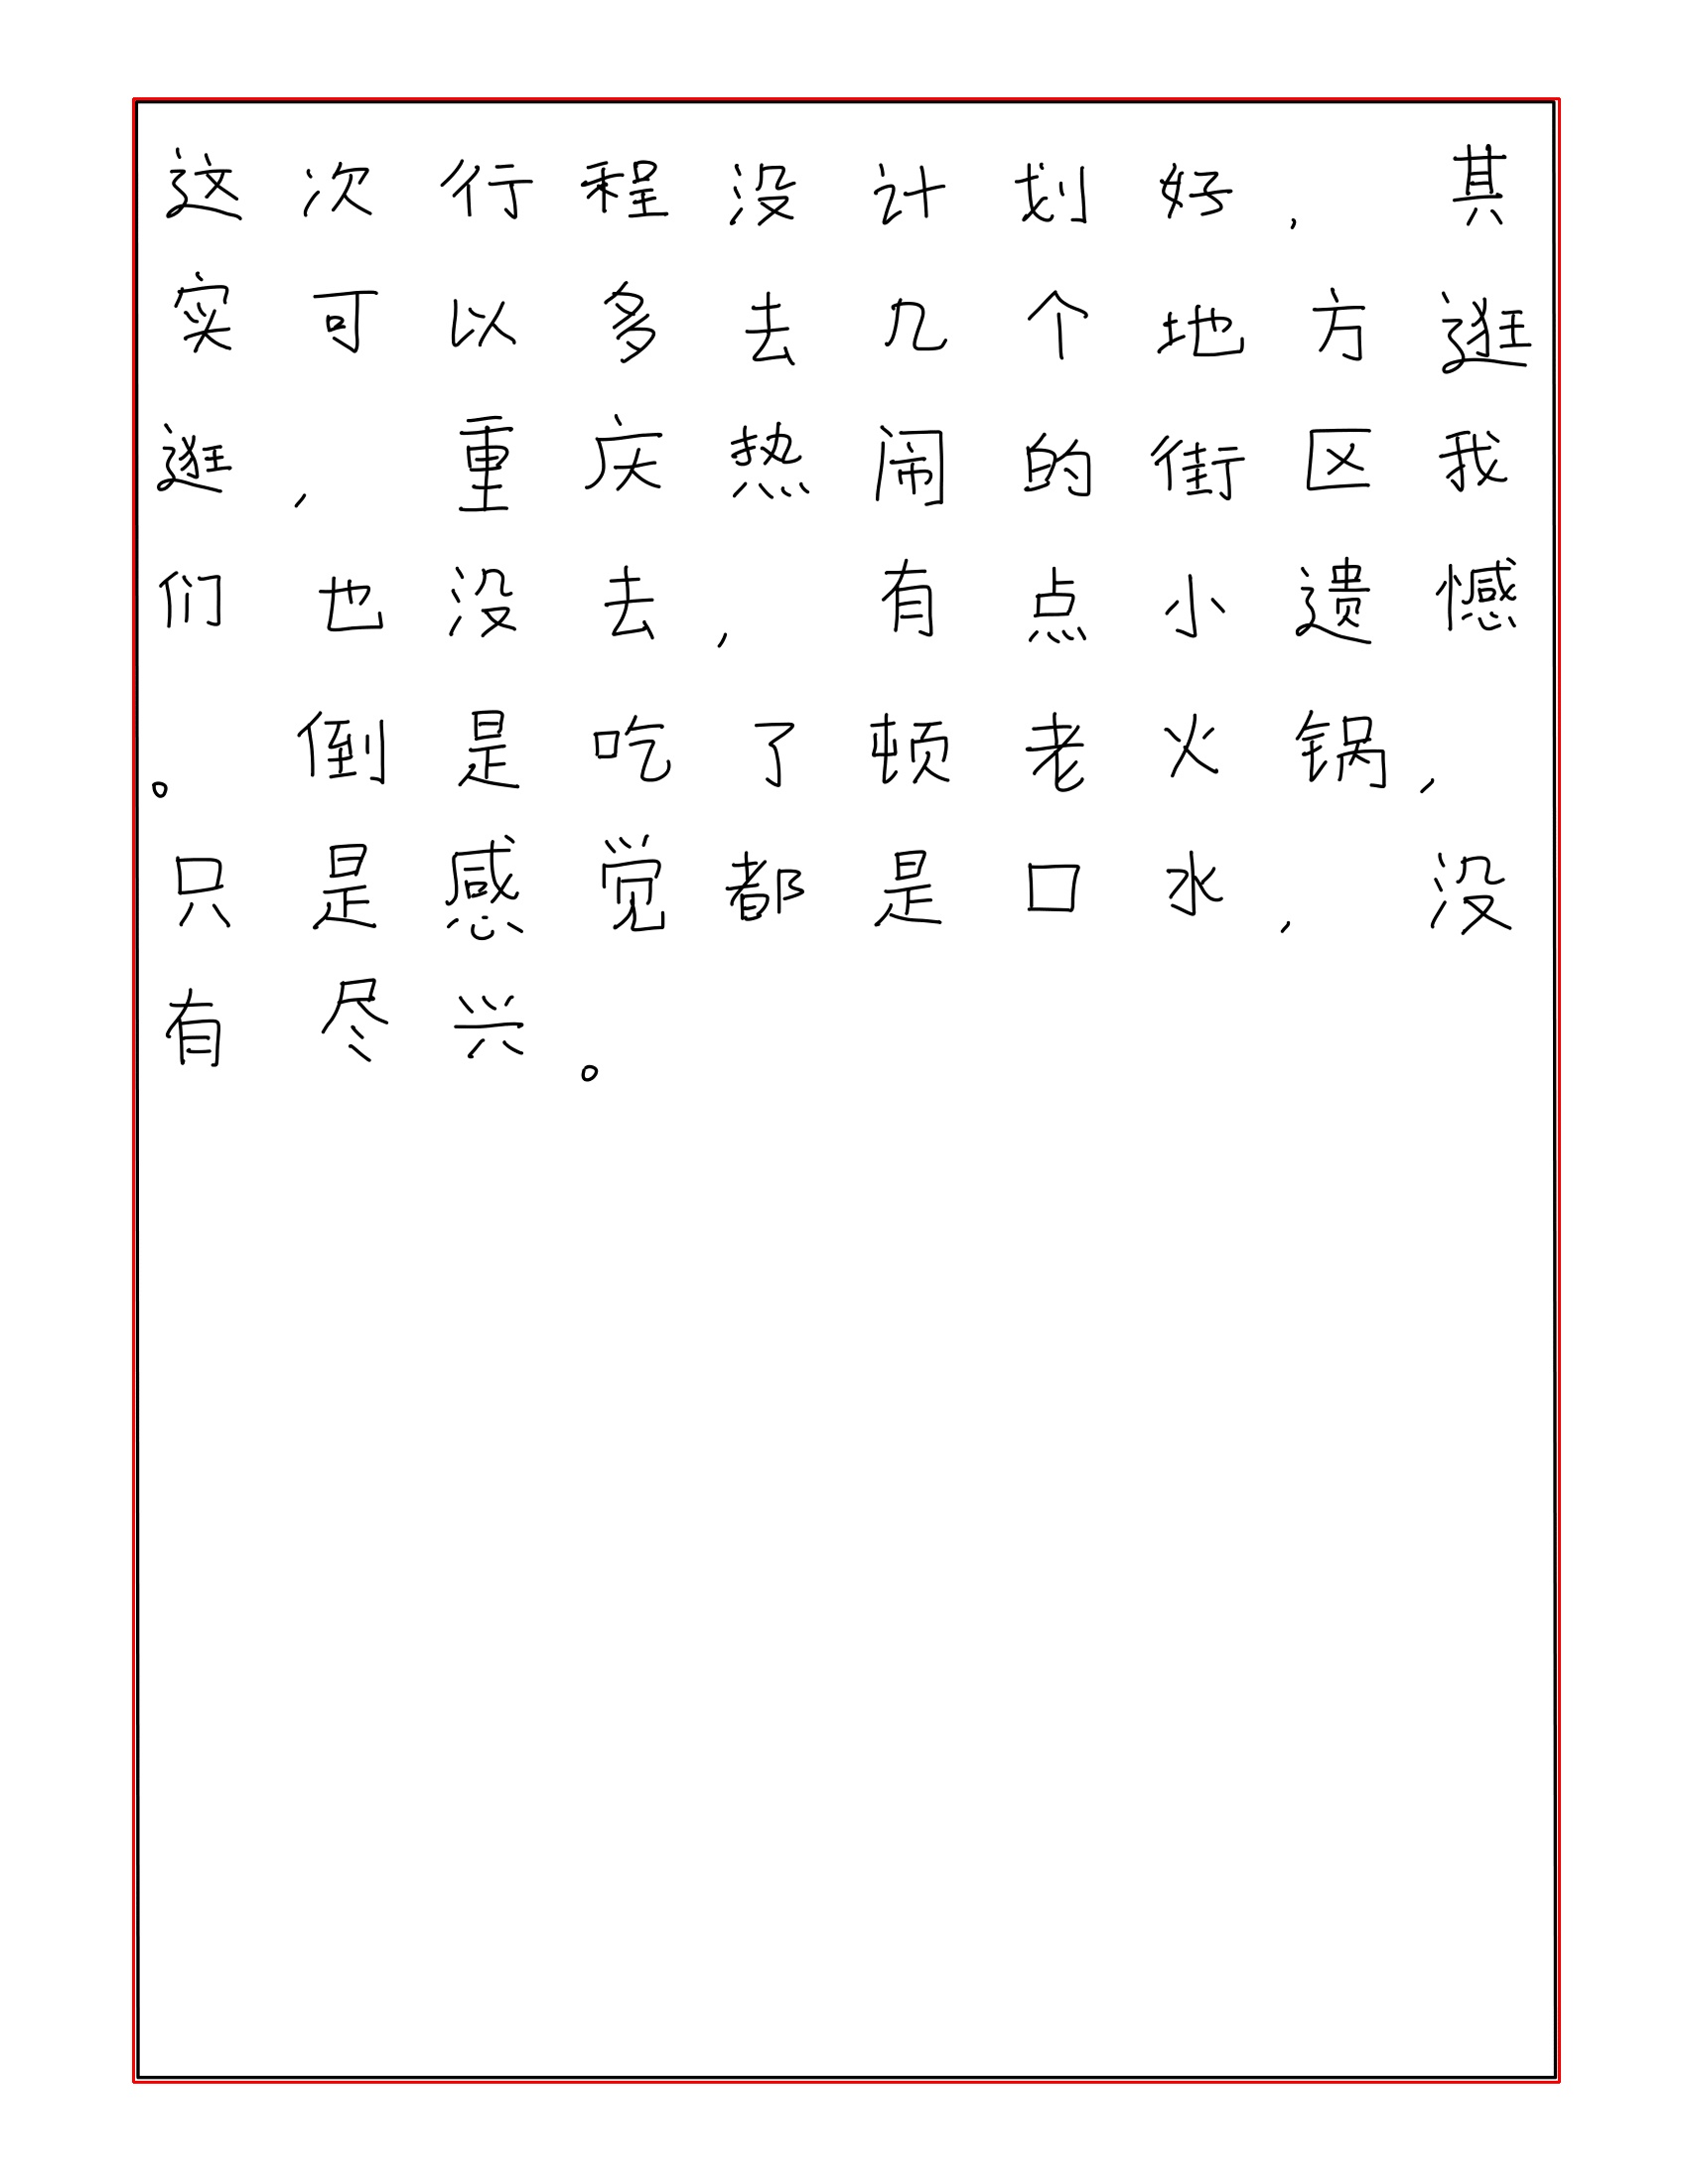 这次行程没计划好，其
实可以多去几个地方逛
逛，重庆热闹的街区我
们也没去，有点小遗憾
。倒是吃了顿老火锅，
只是感觉都是口水，没
有尽兴。